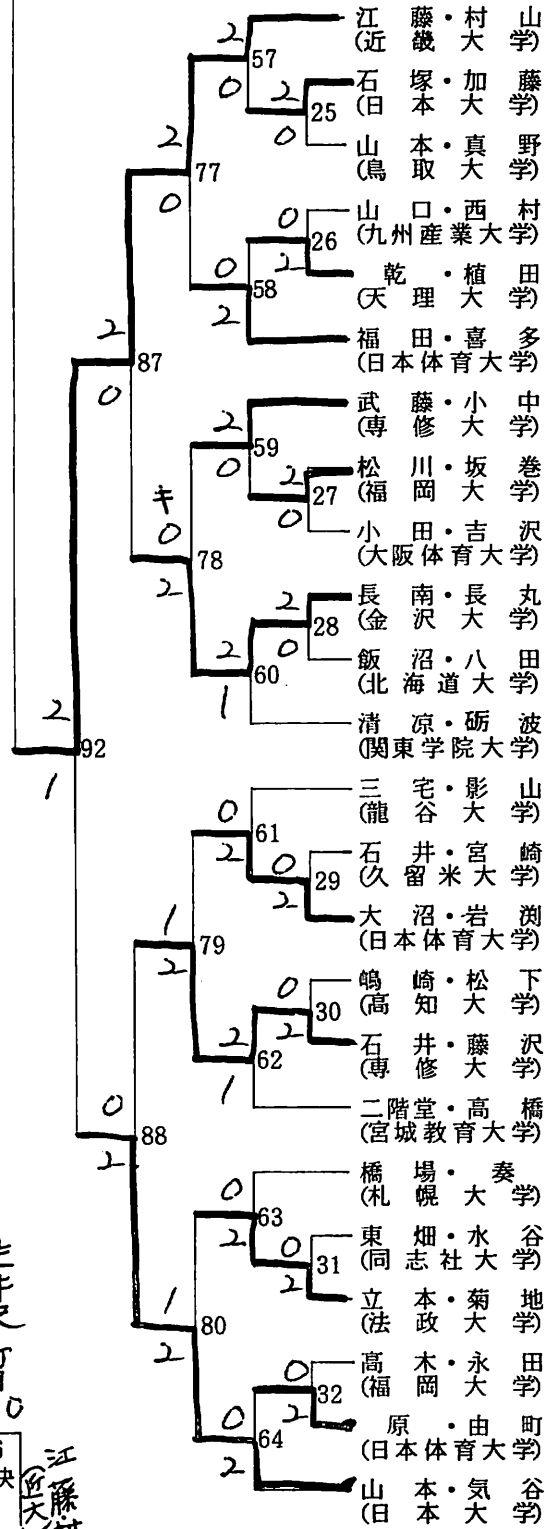 江藤・村山
(近畿大学)
2
57
0
石塚・加藤
(日本大学)
2
25
0
山本・真野
(鳥取大学)
2
77
0
山口・西村
(九州産業大学)
0
26
2
乾・植田
(天理大学)
0
58
2
福田・喜多
(日本体育大学)
2
87
0
武藤・小中
(専修大学)
2
59
0
松川・坂巻
(福岡大学)
2
27
0
小田・吉沢
(大阪体育大学)
キ
0
78
2
長南・長丸
(金沢大学)
2
28
0
飯沼・八田
(北海道大学)
2
60
1
清凉・砺波
(関東学院大学)
2
92
1
三宅・影山
(龍谷大学)
0
61
2
石井・宮崎
(久留米大学)
0
29
2
大沼・岩渕
(日本体育大学)
1
79
2
嶋崎・松下
(高知大学)
0
30
2
石井・藤沢
(専修大学)
2
62
1
二階堂・高橋
(宮城教育大学)
0
88
2
橋場・奏
(札幌大学)
0
63
2
東畑・水谷
(同志社大学)
0
31
2
立本・菊地
(法政大学)
1
80
2
高木・永田
(福岡大学)
0
32
2
原・由町
(日本体育大学)
0
64
2
山本・気谷
(日本大学)
0
決
江藤・村
(近大